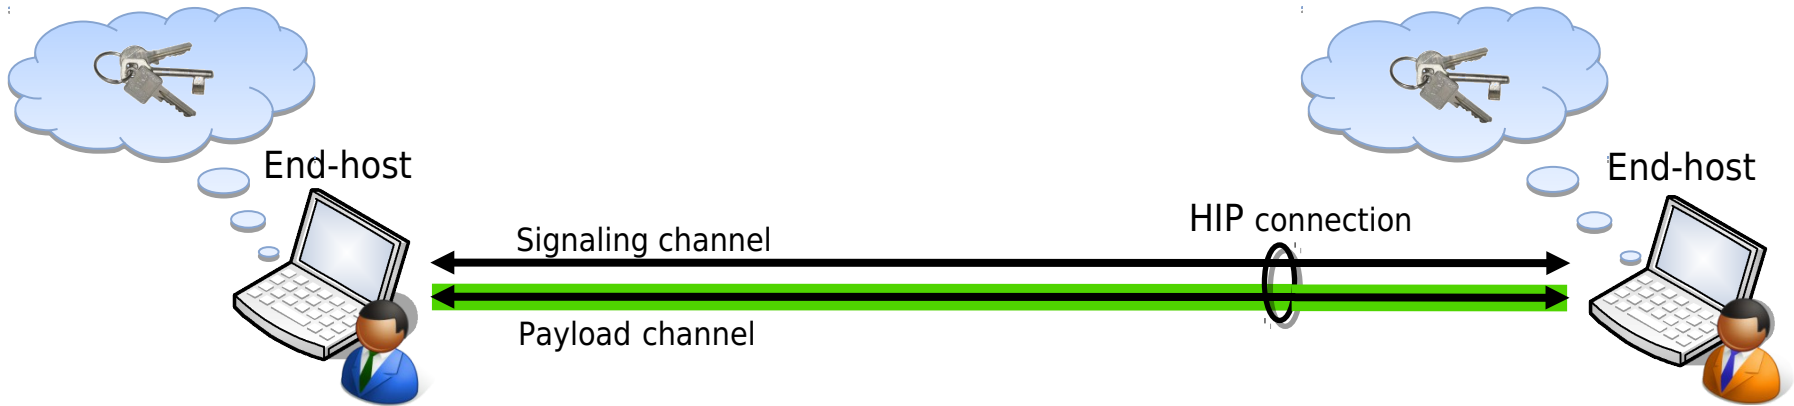 End-host
End-host
HIP connection
Signaling channel
Payload channel